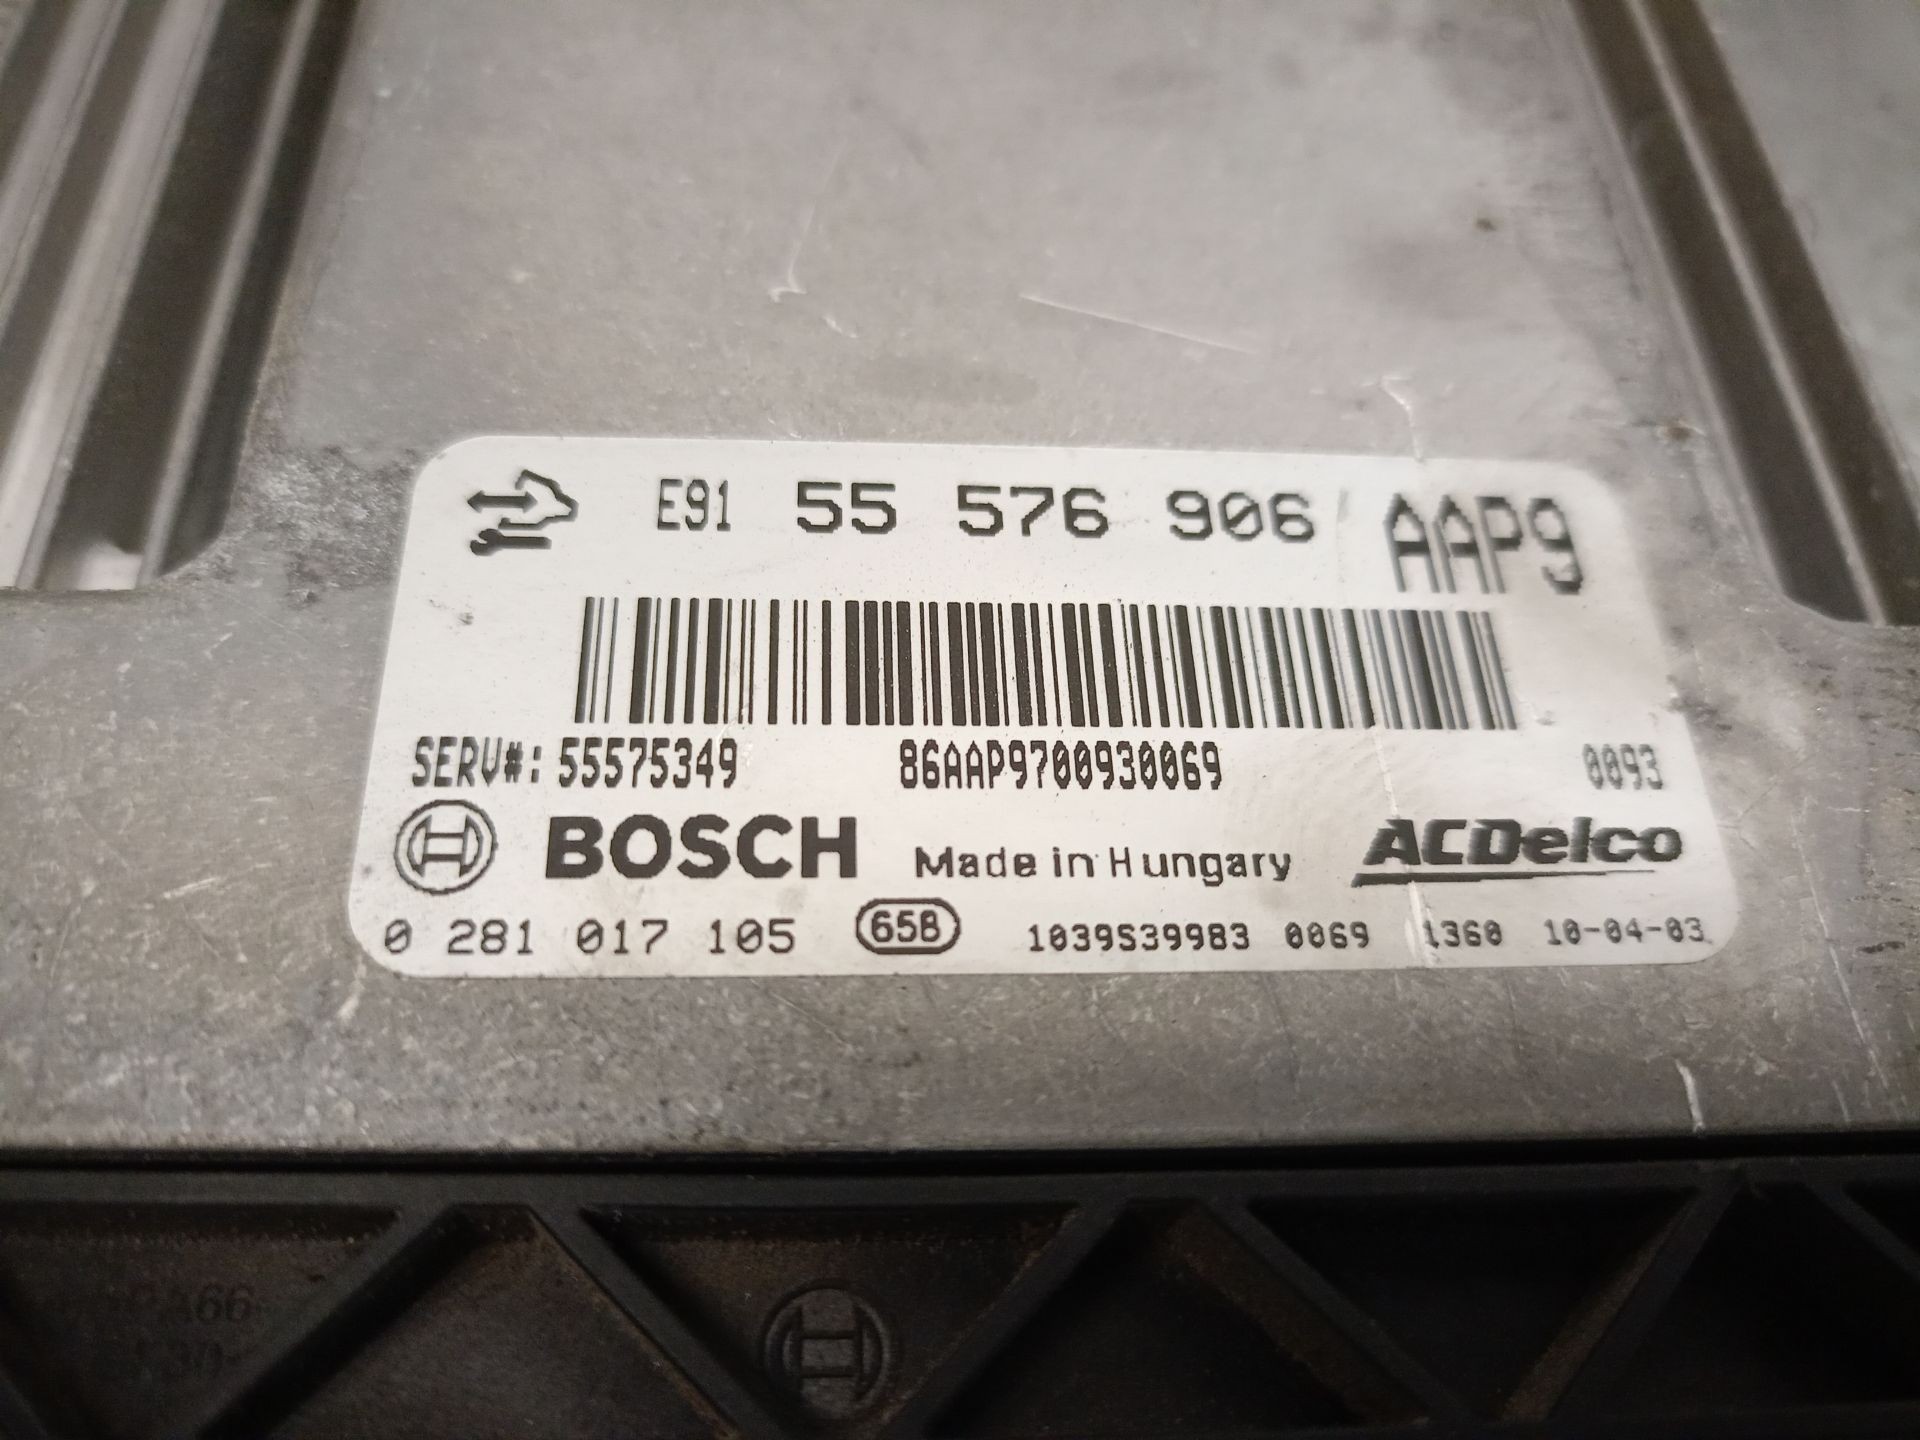 E91 55 576 906 AAP9
SERV#: 55575349 86AAP9700930069 0093
BOSCH Made in Hungary ACDelco
0 281 017 105 65B 1039S39983 0069 1360 10-04-03